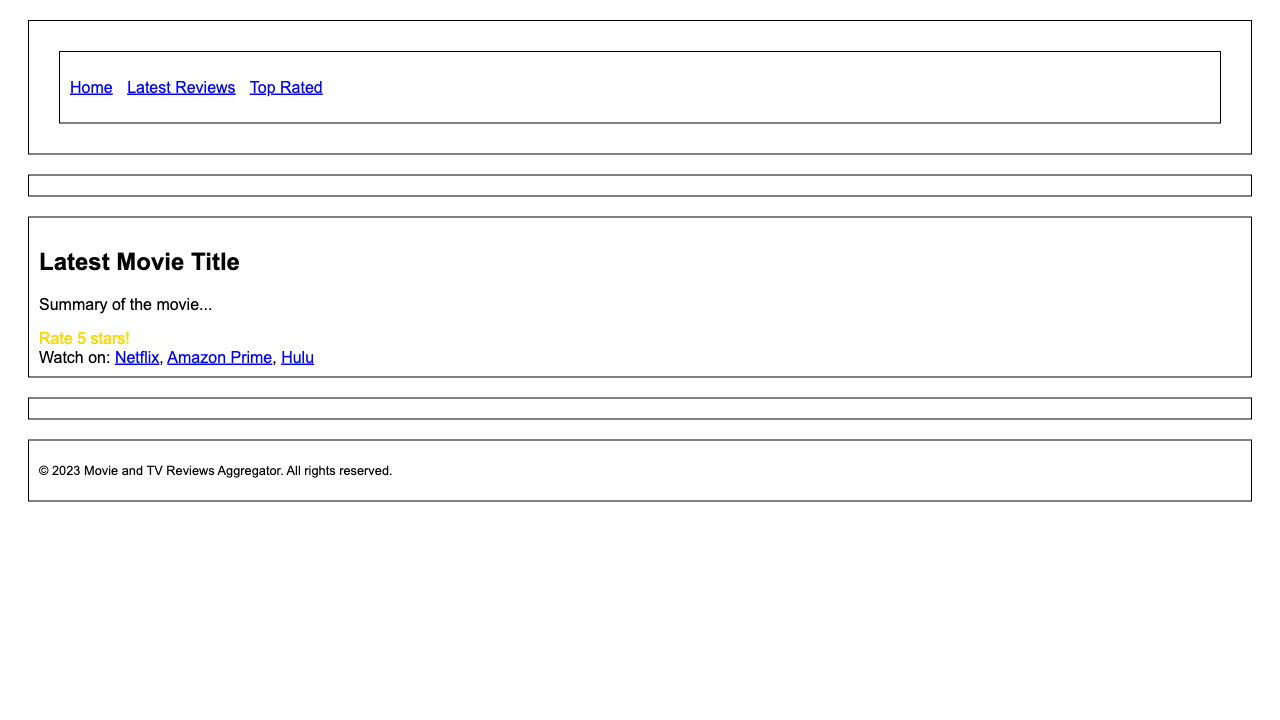 Home Latest Reviews Top Rated
Latest Movie Title
Summary of the movie...
Rate 5 stars!
Watch on: Netflix, Amazon Prime, Hulu
© 2023 Movie and TV Reviews Aggregator. All rights reserved.